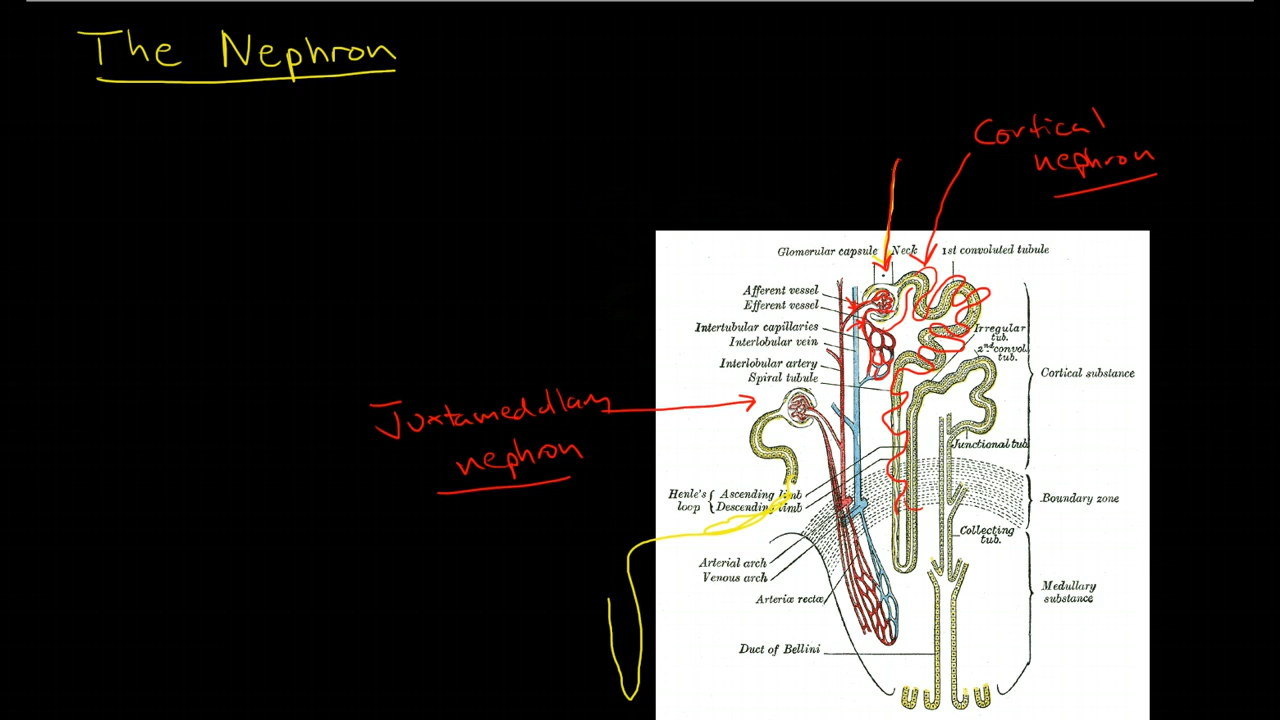 The Nephron
Cortical
nephron
Glomerular capsule
Neck
1st convoluted tubule
Afferent vessel
Efferent vessel
Intertubular capillaries
Interlobular vein
Interlobular artery
Spiral tubule
Irregular
tub.
2nd convol.
tub.
Cortical substance
Juxtameddlary
nephron
Junctional tub.
Henle's
loop
Ascending limb
Descending limb
Boundary zone
Collecting
tub.
Arterial arch
Venous arch
Arteriæ rectæ
Medullary
substance
Duct of Bellini